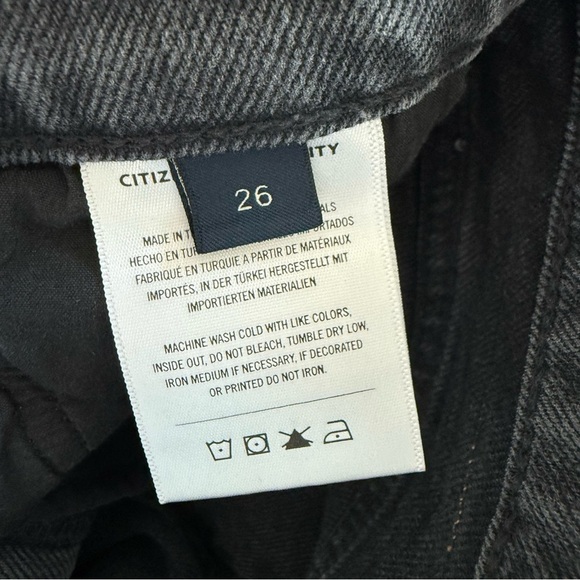 CITIZ ITY
26
ALS
MADE IN T
HECHO EN TUR
FABRIQUÉ EN TURQUIE A PARTIR DE MATÉRIAUX
IMPORTÉS, IN DER TÜRKEI HERGESTELLT MIT
IMPORTIERTEN MATERIALIEN
MACHINE WASH COLD WITH LIKE COLORS,
INSIDE OUT, DO NOT BLEACH, TUMBLE DRY LOW,
IRON MEDIUM IF NECESSARY, IF DECORATED
OR PRINTED DO NOT IRON.